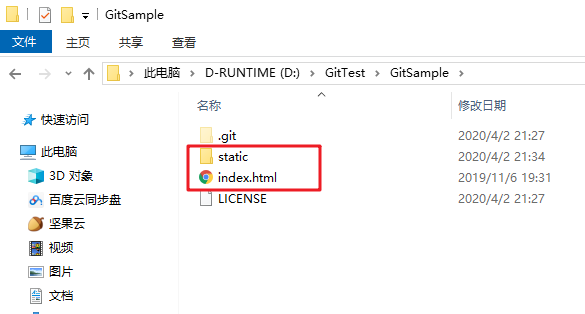 GitSample
文件 主页 共享 查看
此电脑 D-RUNTIME (D:) GitTest GitSample
名称 修改日期
快速访问
此电脑
3D 对象
百度云同步盘
坚果云
视频
图片
文档
.git 2020/4/2 21:27
static 2020/4/2 21:34
index.html 2019/11/6 19:31
LICENSE 2020/4/2 21:27